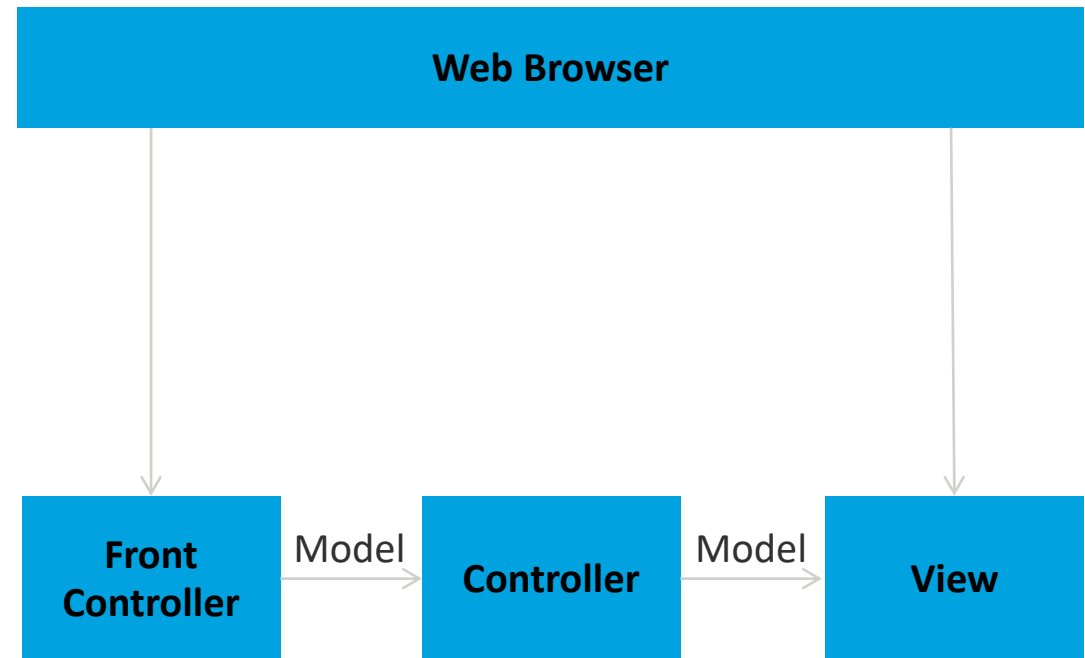 Web Browser
Front
Controller
Model
Controller
Model
View